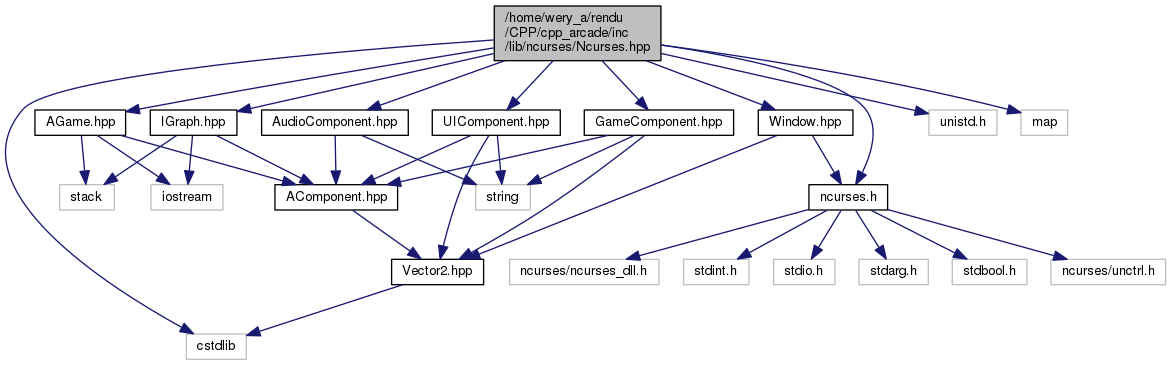 /home/wery_a/rendu
/CPP/cpp_arcade/inc
/lib/ncurses/Ncurses.hpp
AGame.hpp
IGraph.hpp
AudioComponent.hpp
UIComponent.hpp
GameComponent.hpp
Window.hpp
unistd.h
map
stack
iostream
AComponent.hpp
string
ncurses.h
Vector2.hpp
ncurses/ncurses_dll.h
stdint.h
stdio.h
stdarg.h
stdbool.h
ncurses/unctrl.h
cstdlib